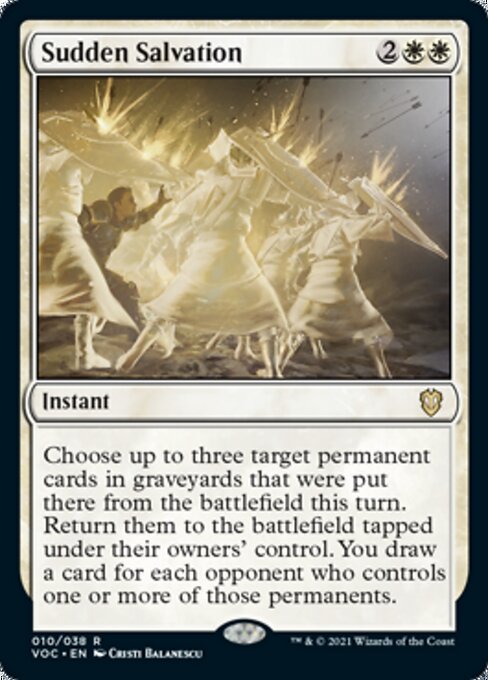 Sudden Salvation 2
Instant
Choose up to three target permanent
cards in graveyards that were put
there from the battlefield this turn.
Return them to the battlefield tapped
under their owners' control. You draw
a card for each opponent who controls
one or more of those permanents.
010/038 R
™ & © 2021 Wizards of the Coast
VOC • EN Cristi Balanescu